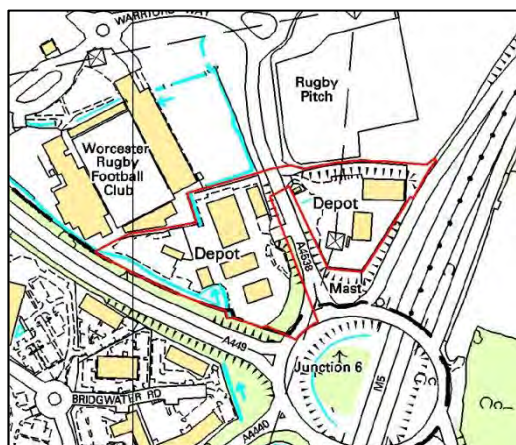 WARRIORS WAY
Rugby
Pitch
Worcester
Rugby
Football
Club
Depot
Depot
A4538
Mast
A449
Junction 6
M5
BRIDGWATER RD
A4440
C
C
C
C